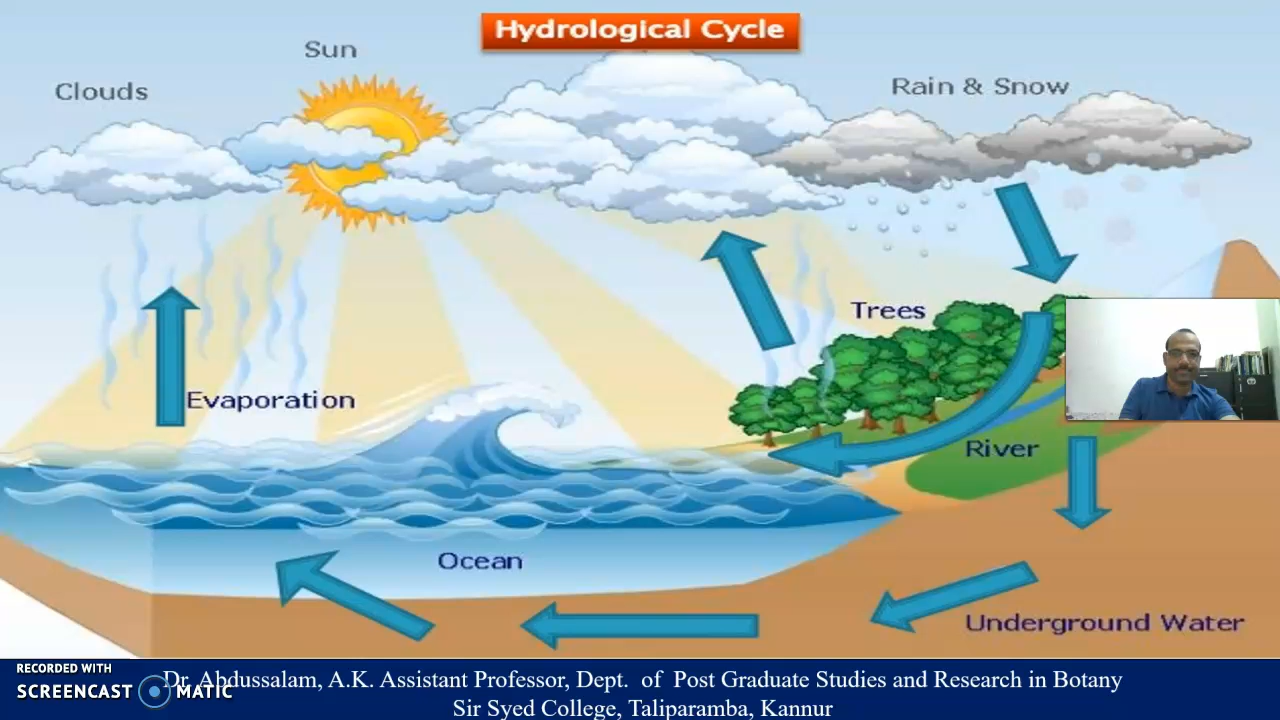 Hydrological Cycle
Sun
Clouds
Rain & Snow
Trees
Evaporation
River
Ocean
Underground Water
RECORDED WITH
SCREENCAST MATIC
Dr. Abdussalam, A.K. Assistant Professor, Dept. of Post Graduate Studies and Research in Botany
Sir Syed College, Taliparamba, Kannur